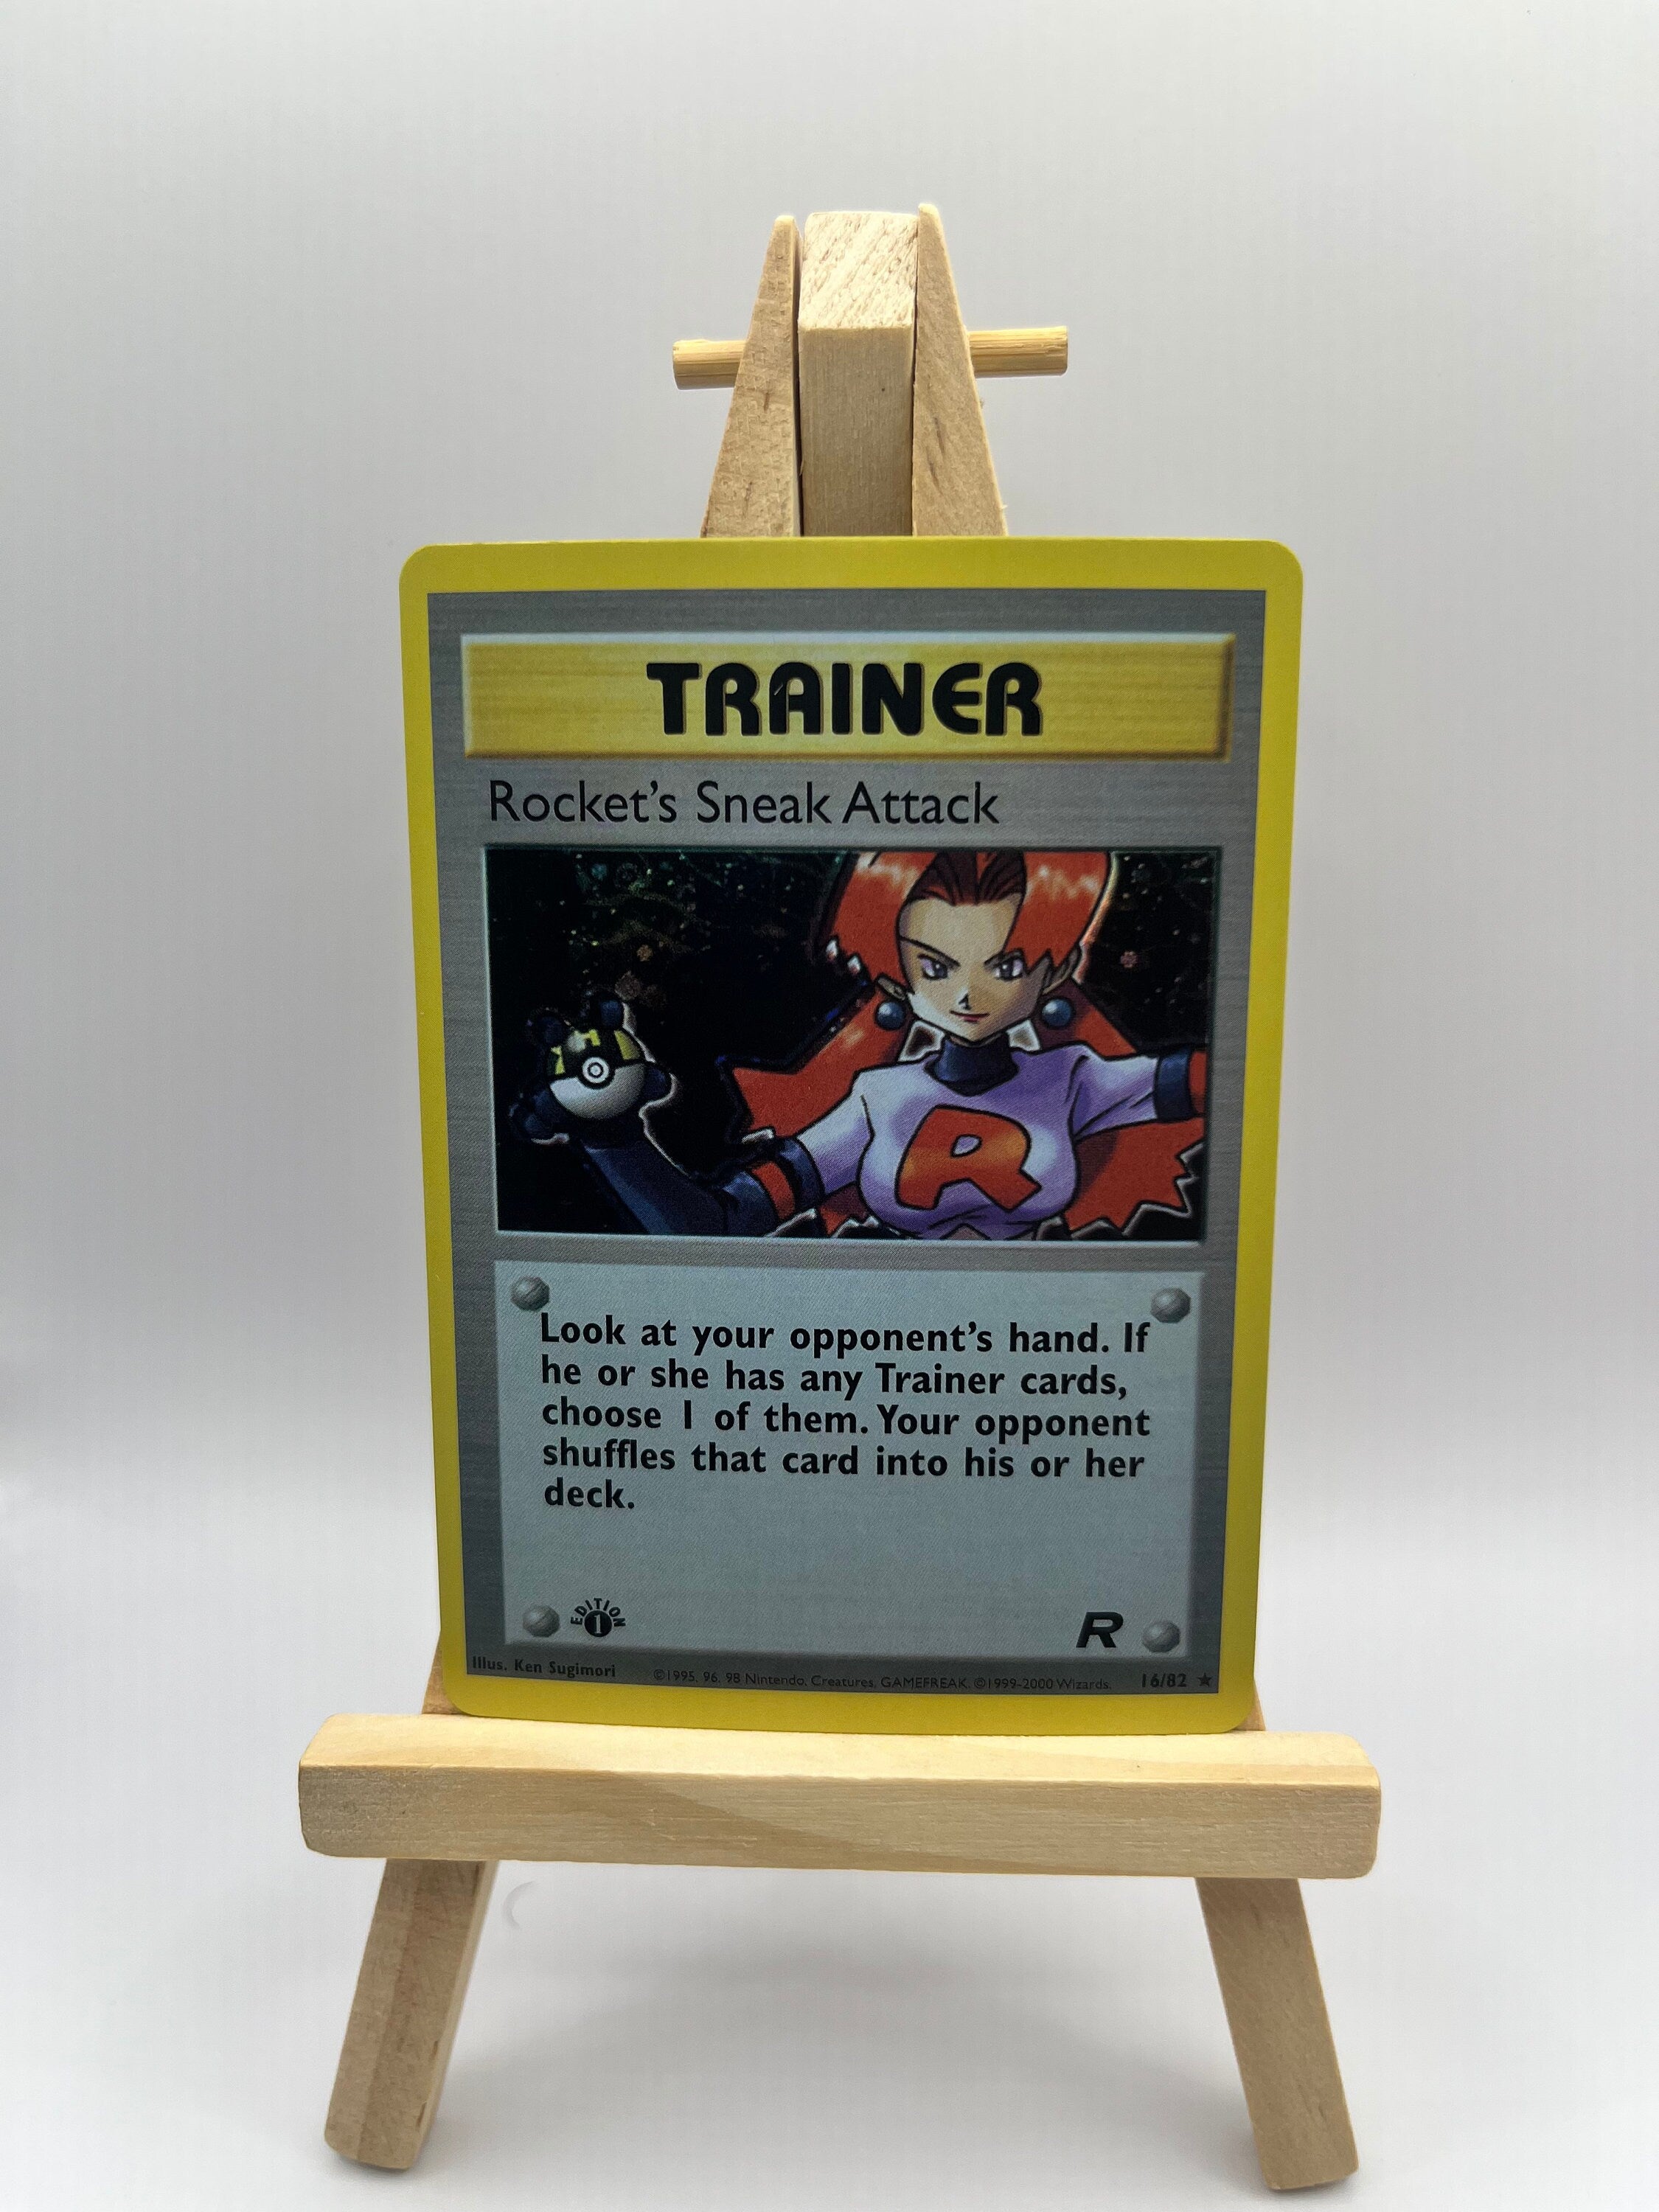 TRAINER
Rocket's Sneak Attack
R
Look at your opponent's hand. If
he or she has any Trainer cards,
choose 1 of them. Your opponent
shuffles that card into his or her
deck.
EDITION
1
R
Illus. Ken Sugimori ©1995, 96, 98 Nintendo, Creatures, GAMEFREAK. ©1999-2000 Wizards. 16/82 ★